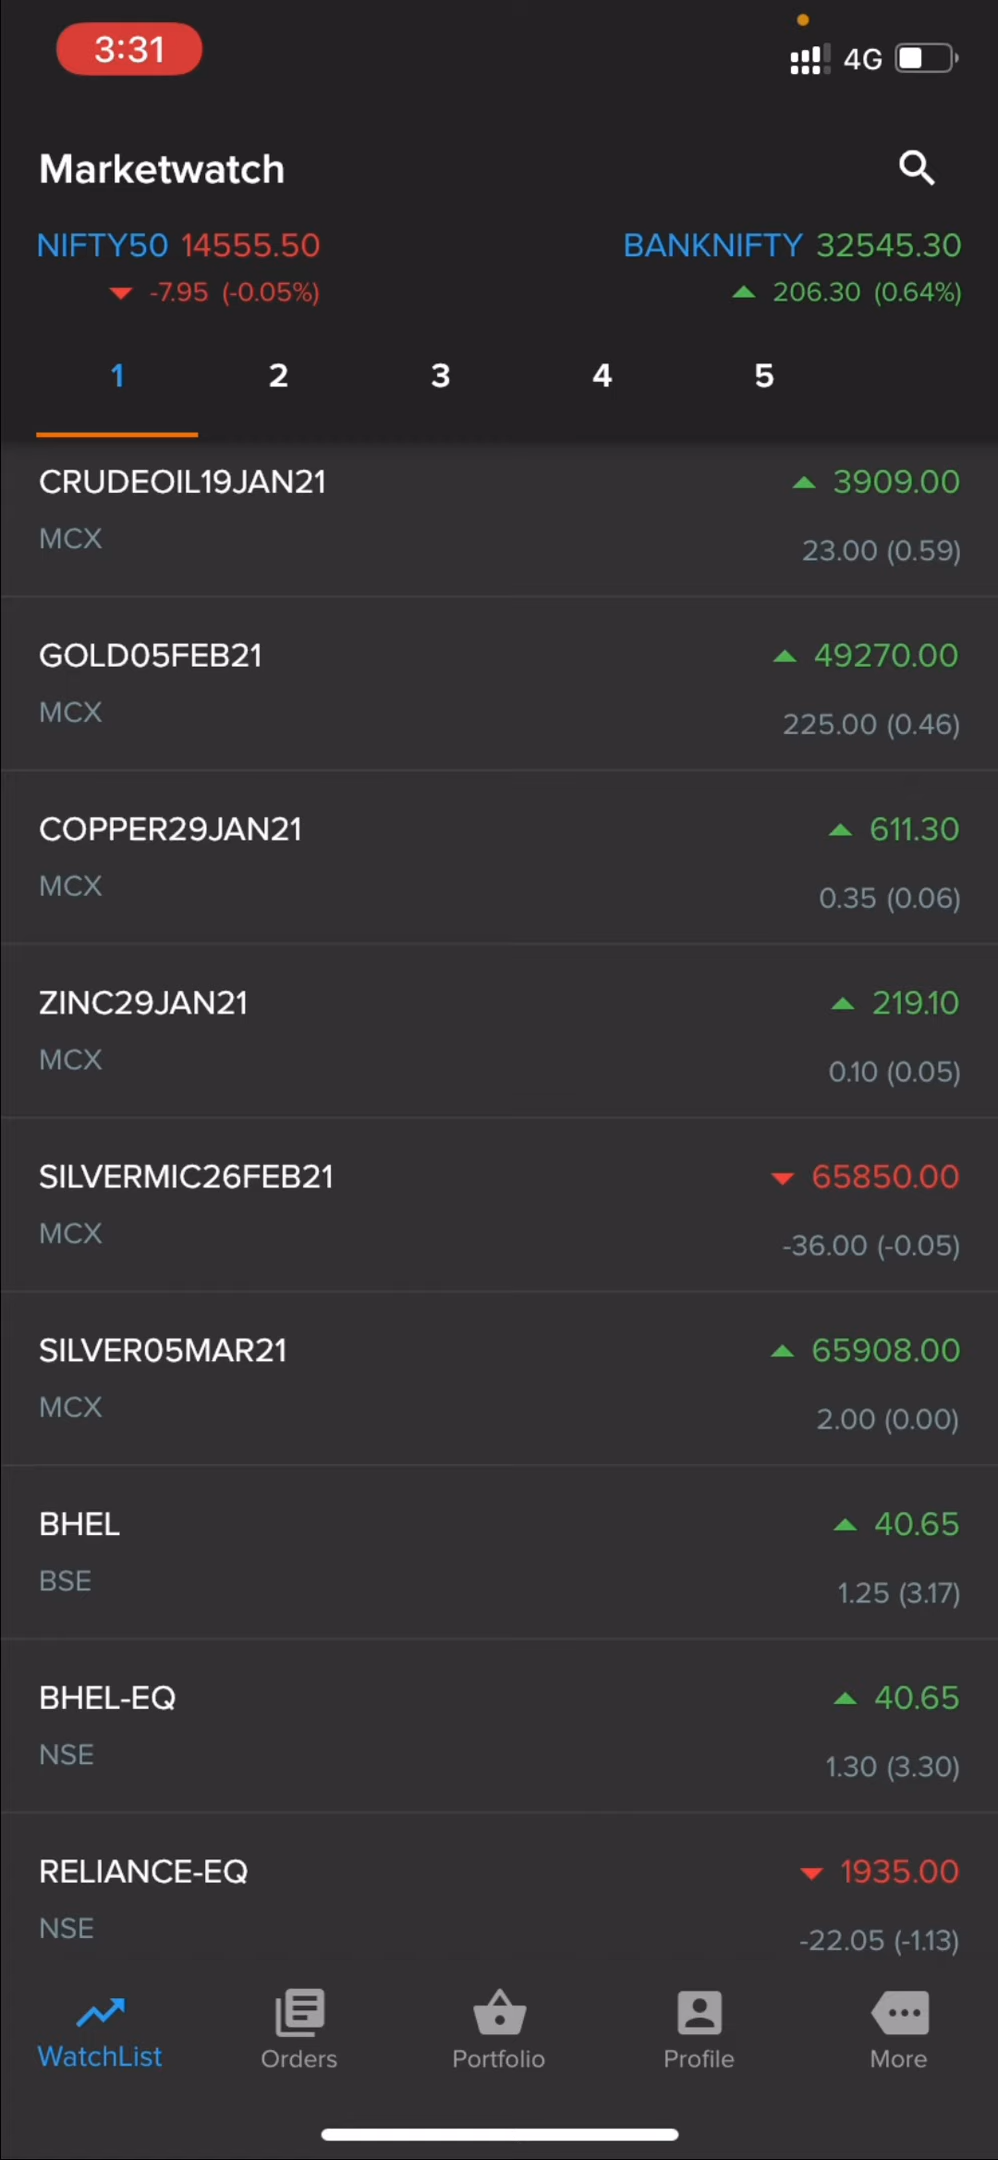 3:31
4G
Marketwatch
NIFTY50 14555.50
-7.95 (-0.05%)
BANKNIFTY 32545.30
206.30 (0.64%)
1 2 3 4 5
CRUDEOIL19JAN21 3909.00
MCX 23.00 (0.59)
GOLD05FEB21 49270.00
MCX 225.00 (0.46)
COPPER29JAN21 611.30
MCX 0.35 (0.06)
ZINC29JAN21 219.10
MCX 0.10 (0.05)
SILVERMIC26FEB21 65850.00
MCX -36.00 (-0.05)
SILVER05MAR21 65908.00
MCX 2.00 (0.00)
BHEL 40.65
BSE 1.25 (3.17)
BHEL-EQ 40.65
NSE 1.30 (3.30)
RELIANCE-EQ 1935.00
NSE -22.05 (-1.13)
WatchList Orders Portfolio Profile More